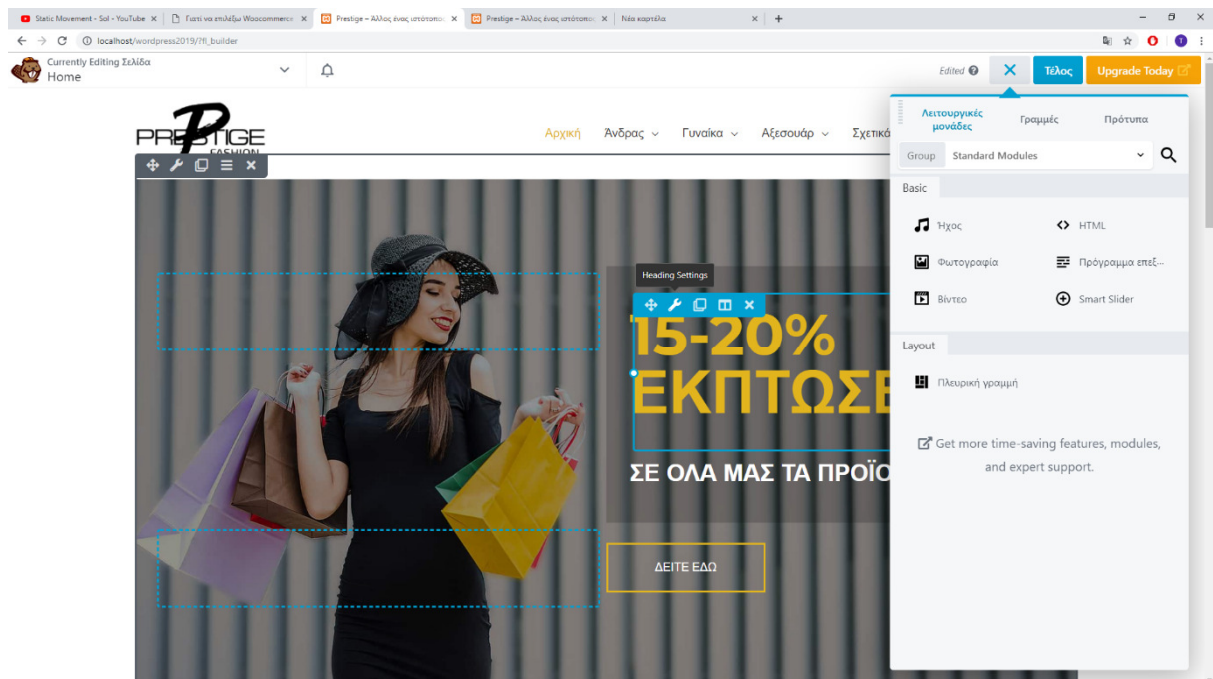 Static Movement - Sol - YouTube
Γιατί να επιλέξω Woocommerce
Prestige – Άλλος ένας ιστότοπος
Prestige – Άλλος ένας ιστότοπος
Νέα καρτέλα
localhost/wordpress2019/?fl_builder
Currently Editing Σελίδα
Home
Edited
Τέλος
Upgrade Today
PRESTIGE
FASHION
Αρχική
Άνδρας
Γυναίκα
Αξεσουάρ
Σχετικά
Λειτουργικές
μονάδες
Γραμμές
Πρότυπα
Group Standard Modules
Basic
Ήχος
HTML
Φωτογραφία
Πρόγραμμα επεξ...
Βίντεο
Smart Slider
Layout
Πλευρική γραμμή
Get more time-saving features, modules,
and expert support.
Heading Settings
15-20%
ΕΚΠΤΩΣΕ
ΣΕ ΟΛΑ ΜΑΣ ΤΑ ΠΡΟΪΟ
ΔΕΙΤΕ ΕΔΩ